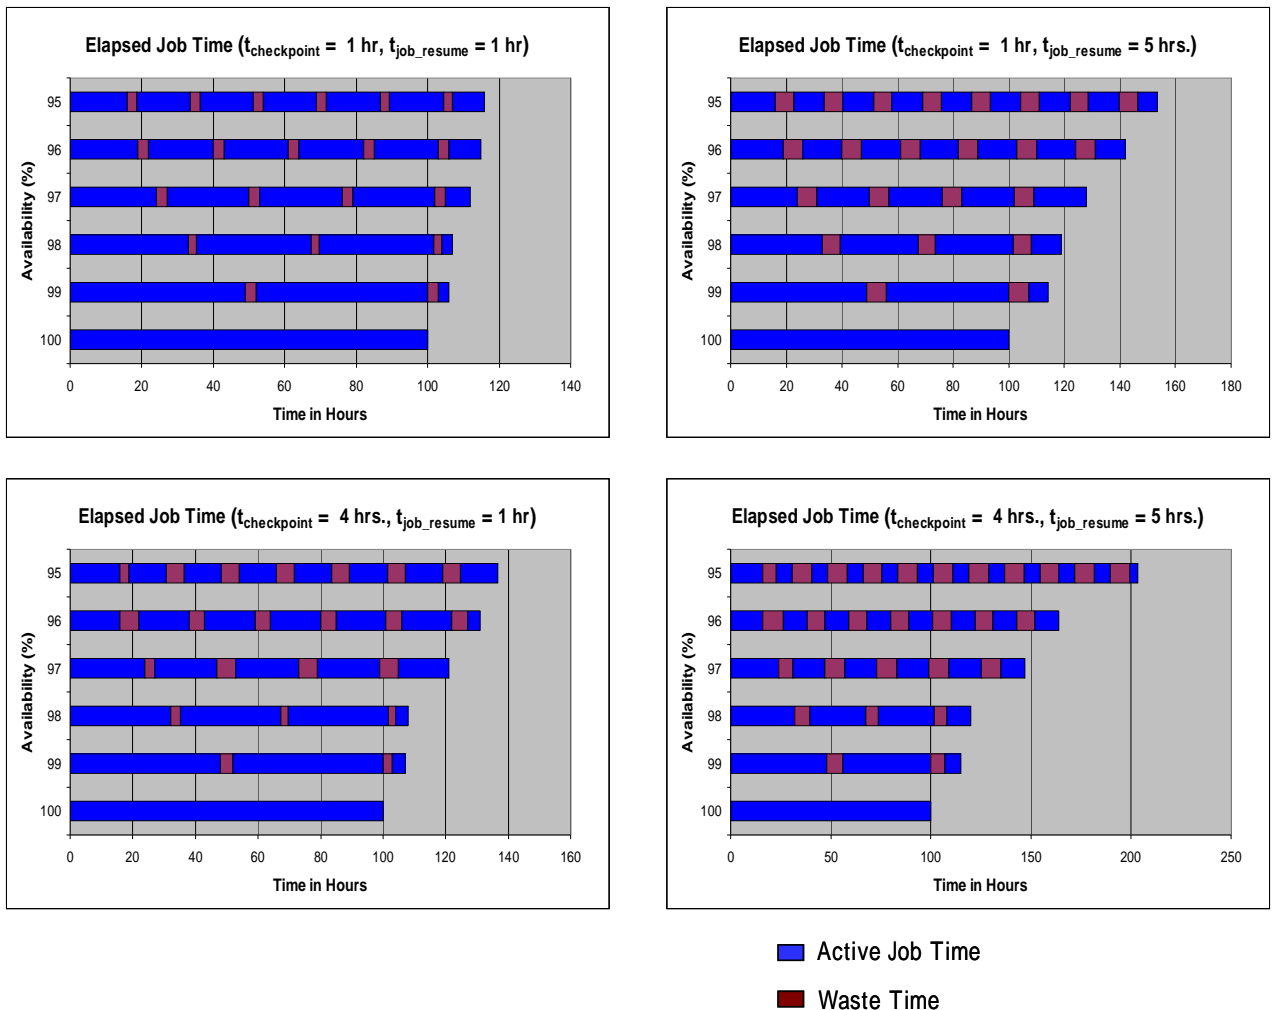 Elapsed Job Time (tcheckpoint = 1 hr, tjob_resume = 1 hr)
Availability (%)
95
96
97
98
99
100
0 20 40 60 80 100 120 140
Time in Hours
Elapsed Job Time (tcheckpoint = 1 hr, tjob_resume = 5 hrs.)
Availability (%)
95
96
97
98
99
100
0 20 40 60 80 100 120 140 160 180
Time in Hours
Elapsed Job Time (tcheckpoint = 4 hrs., tjob_resume = 1 hr)
Availability (%)
95
96
97
98
99
100
0 20 40 60 80 100 120 140 160
Time in Hours
Elapsed Job Time (tcheckpoint = 4 hrs., tjob_resume = 5 hrs.)
Availability (%)
95
96
97
98
99
100
0 50 100 150 200 250
Time in Hours
Active Job Time
Waste Time